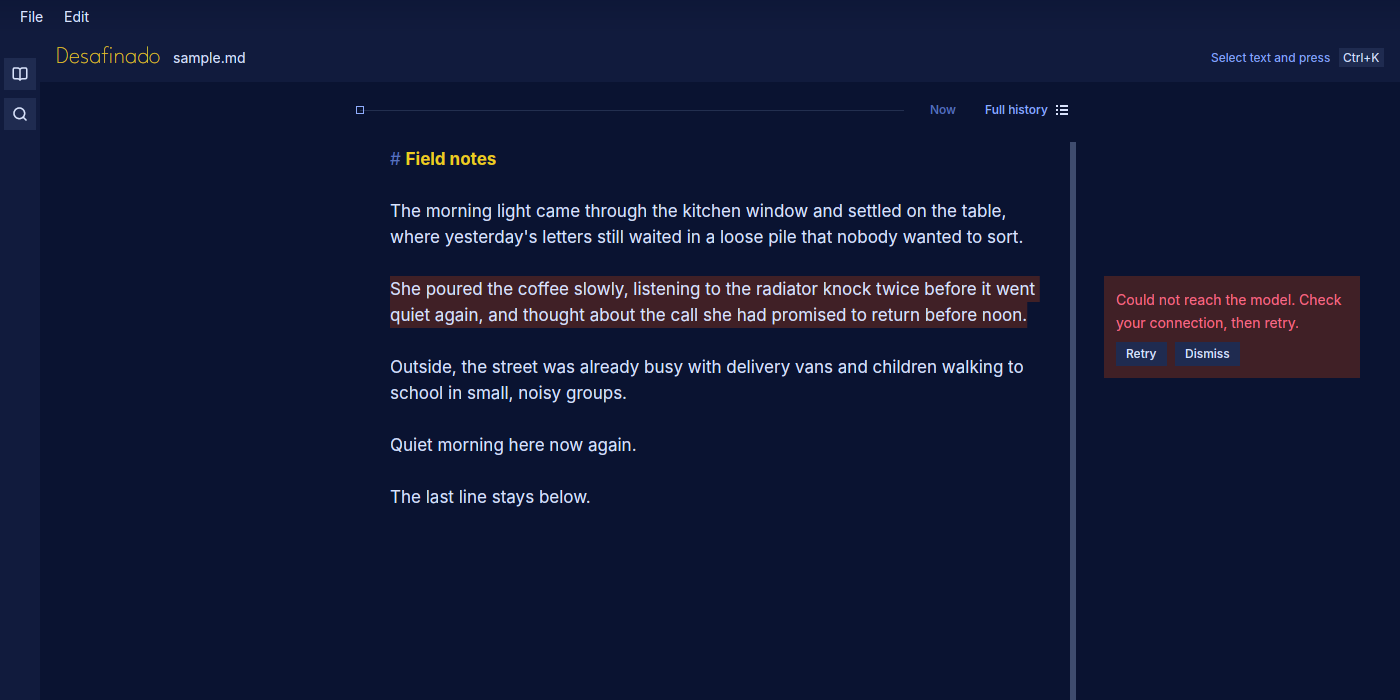 File Edit
Desafinado sample.md Select text and press Ctrl+K
Now Full history
# Field notes
The morning light came through the kitchen window and settled on the table,
where yesterday's letters still waited in a loose pile that nobody wanted to sort.
She poured the coffee slowly, listening to the radiator knock twice before it went
quiet again, and thought about the call she had promised to return before noon.
Could not reach the model. Check
your connection, then retry.
Retry Dismiss
Outside, the street was already busy with delivery vans and children walking to
school in small, noisy groups.
Quiet morning here now again.
The last line stays below.